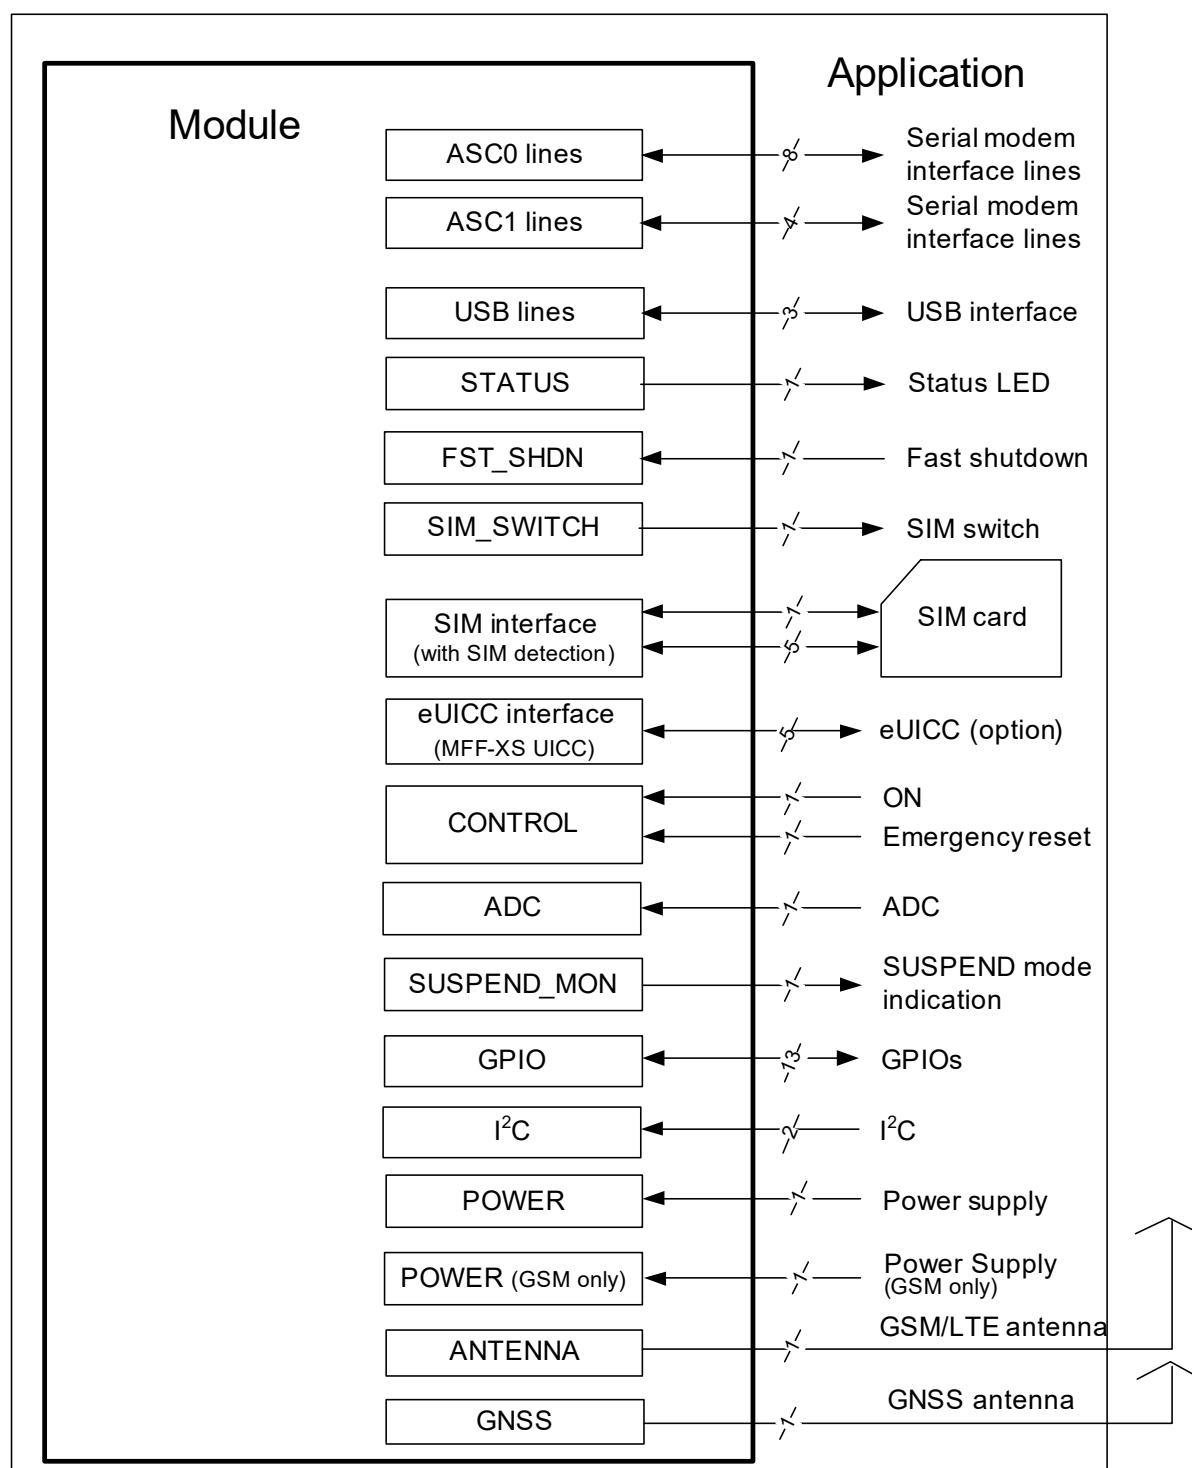 Application
Module
ASC0 lines
8
Serial modem
interface lines
ASC1 lines
4
Serial modem
interface lines
USB lines
3
USB interface
STATUS
1
Status LED
FST_SHDN
1
Fast shutdown
SIM_SWITCH
1
SIM switch
SIM interface
(with SIM detection)
1
5
SIM card
eUICC interface
(MFF-XS UICC)
5
eUICC (option)
CONTROL
1
ON
1
Emergency reset
ADC
1
ADC
SUSPEND_MON
1
SUSPEND mode
indication
GPIO
13
GPIOs
I²C
2
I²C
POWER
1
Power supply
POWER (GSM only)
1
Power Supply
(GSM only)
ANTENNA
1
GSM/LTE antenna
GNSS
1
GNSS antenna